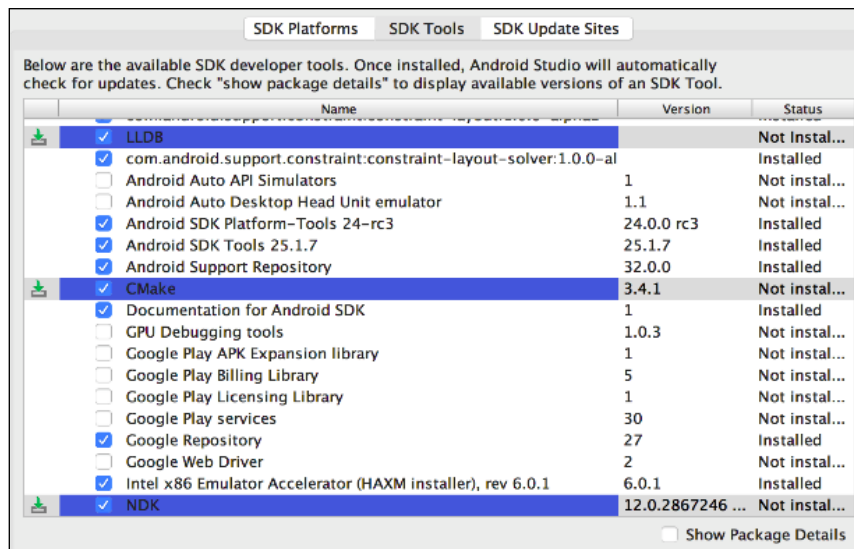 SDK Platforms SDK Tools SDK Update Sites
Below are the available SDK developer tools. Once installed, Android Studio will automatically
check for updates. Check "show package details" to display available versions of an SDK Tool.
Name Version Status
LLDB Not Instal...
com.android.support.constraint:constraint-layout-solver:1.0.0-al Installed
Android Auto API Simulators 1 Not instal...
Android Auto Desktop Head Unit emulator 1.1 Not instal...
Android SDK Platform-Tools 24-rc3 24.0.0 rc3 Installed
Android SDK Tools 25.1.7 25.1.7 Installed
Android Support Repository 32.0.0 Installed
CMake 3.4.1 Not instal...
Documentation for Android SDK 1 Installed
GPU Debugging tools 1.0.3 Not instal...
Google Play APK Expansion library 1 Not instal...
Google Play Billing Library 5 Not instal...
Google Play Licensing Library 1 Not instal...
Google Play services 30 Not instal...
Google Repository 27 Installed
Google Web Driver 2 Not instal...
Intel x86 Emulator Accelerator (HAXM installer), rev 6.0.1 6.0.1 Installed
NDK 12.0.2867246 ... Not instal...
Show Package Details